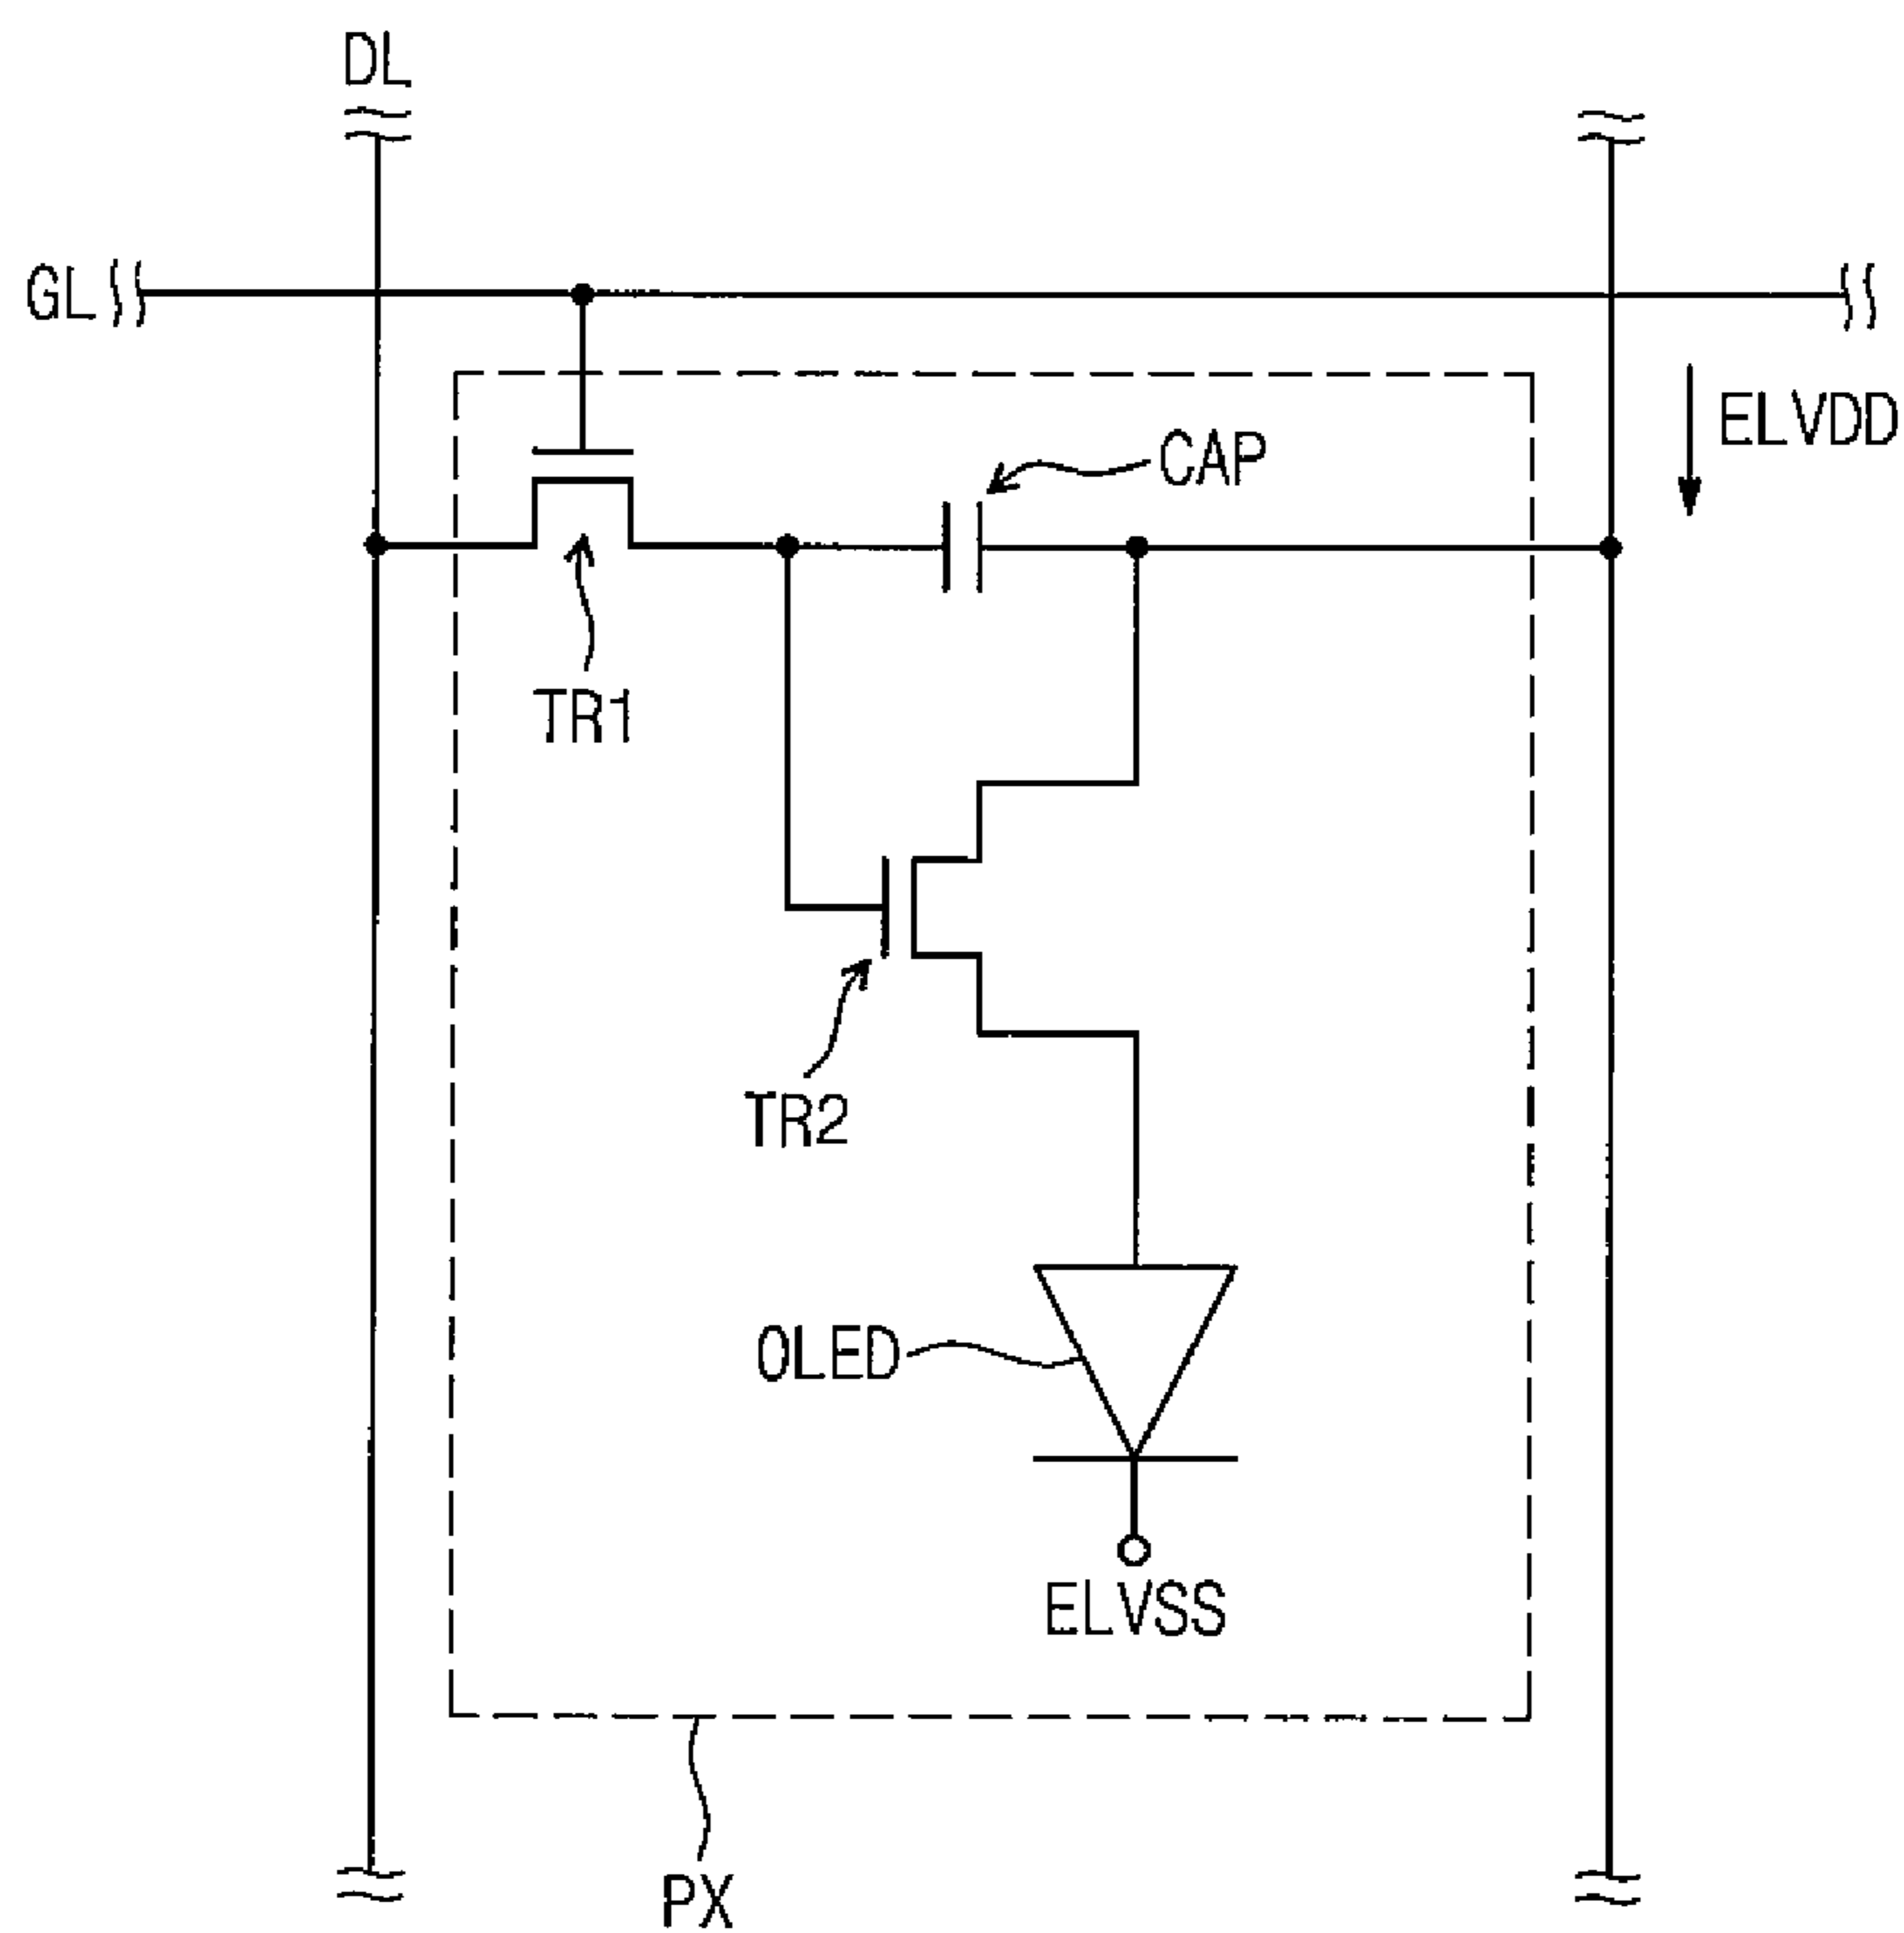 DL
GL
ELVDD
CAP
TR1
TR2
OLED
ELVSS
PX